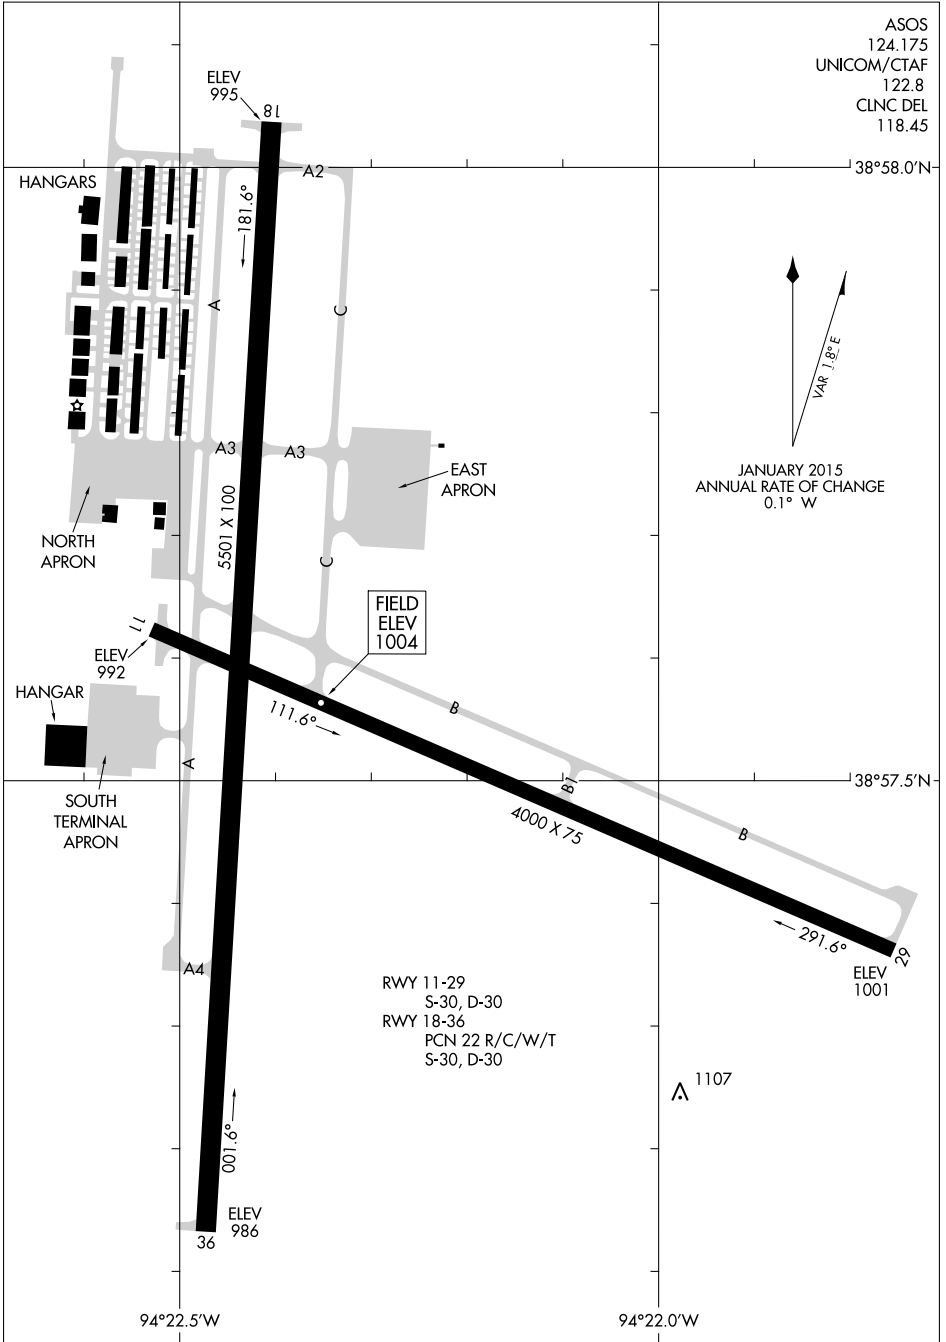 ASOS
124.175
UNICOM/CTAF
122.8
CLNC DEL
118.45
ELEV
995
18
A2
38°58.0'N
HANGARS
181.6°
A
C
VAR 1.8° E
JANUARY 2015
ANNUAL RATE OF CHANGE
0.1° W
A3
A3
EAST
APRON
5501 X 100
NORTH
APRON
C
FIELD
ELEV
1004
11
ELEV
992
HANGAR
111.6°
B
A
38°57.5'N
B1
SOUTH
TERMINAL
APRON
4000 X 75
B
291.6°
29
ELEV
1001
A4
RWY 11-29
S-30, D-30
RWY 18-36
PCN 22 R/C/W/T
S-30, D-30
1107
001.6°
ELEV
986
36
94°22.5'W
94°22.0'W